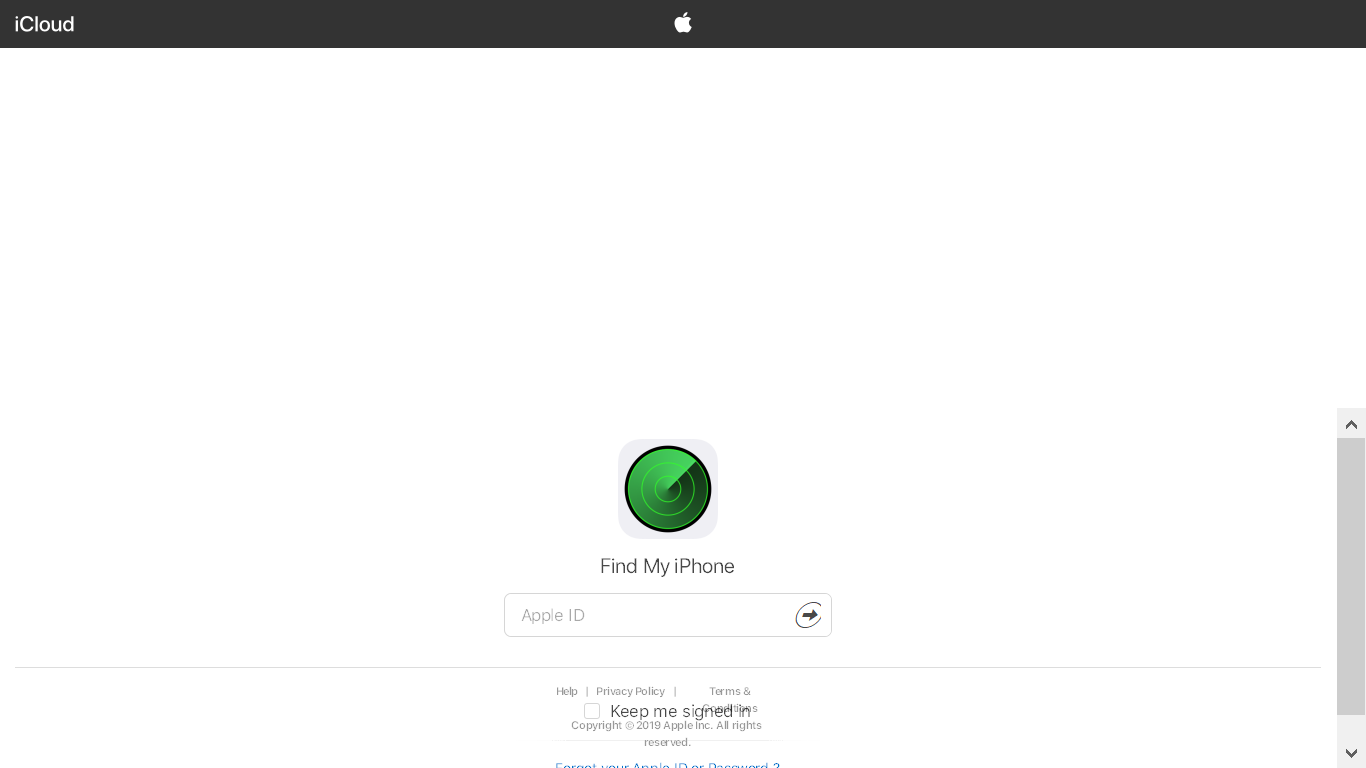 iCloud
Find My iPhone
Apple ID
Help | Privacy Policy | Terms & Conditions
Keep me signed in
Copyright © 2019 Apple Inc. All rights
reserved.
Forgot your Apple ID or Password ?